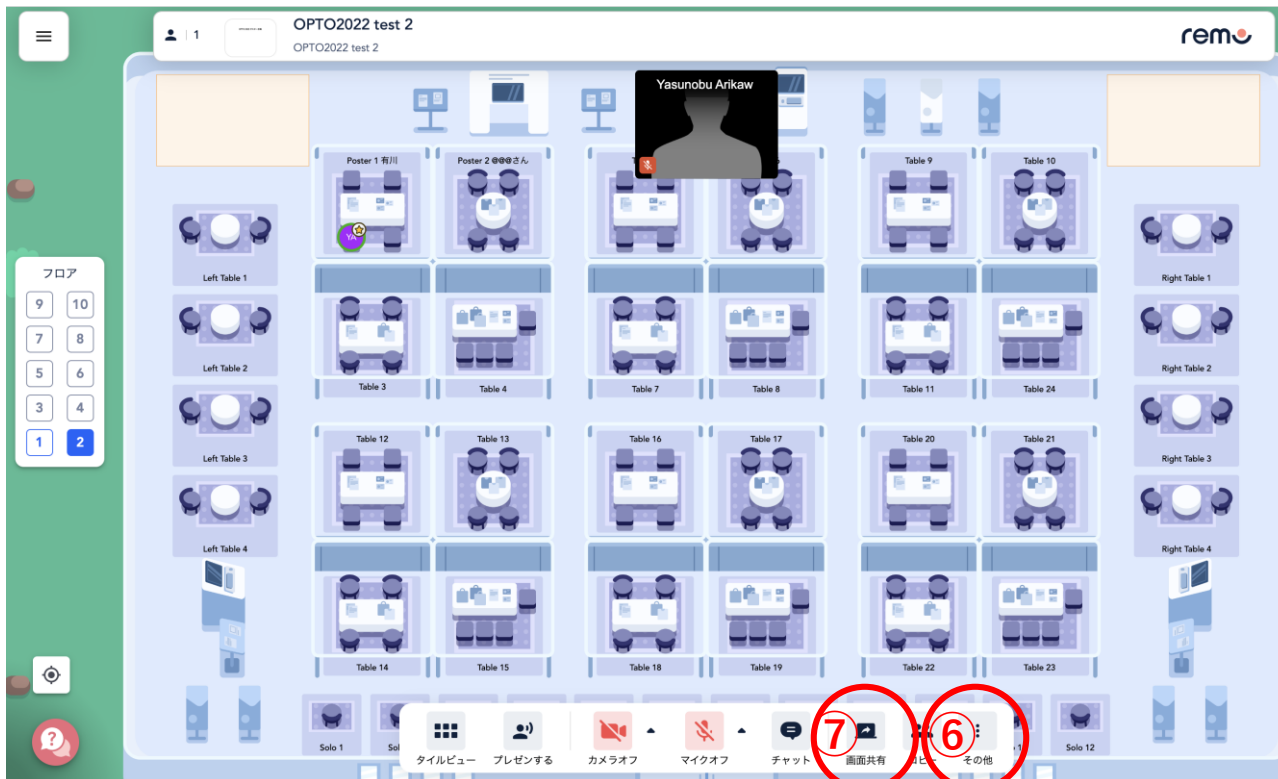 1
OPTO2022 test 2
OPTO2022 test 2
remo
Yasunobu Arikaw
Poster 1 有川
Poster 2 @@@さん
Table 9
Table 10
YA
Left Table 1
Right Table 1
フロア
9 10
7 8
5 6
3 4
1 2
Left Table 2
Right Table 2
Table 3
Table 4
Table 7
Table 8
Table 11
Table 24
Left Table 3
Right Table 3
Table 12
Table 13
Table 16
Table 17
Table 20
Table 21
Left Table 4
Right Table 4
Table 14
Table 15
Table 18
Table 19
Table 22
Table 23
Solo 1
Solo 12
⑦
⑥
タイルビュー
プレゼンする
カメラオフ
マイクオフ
チャット
画面共有
ロビー
その他